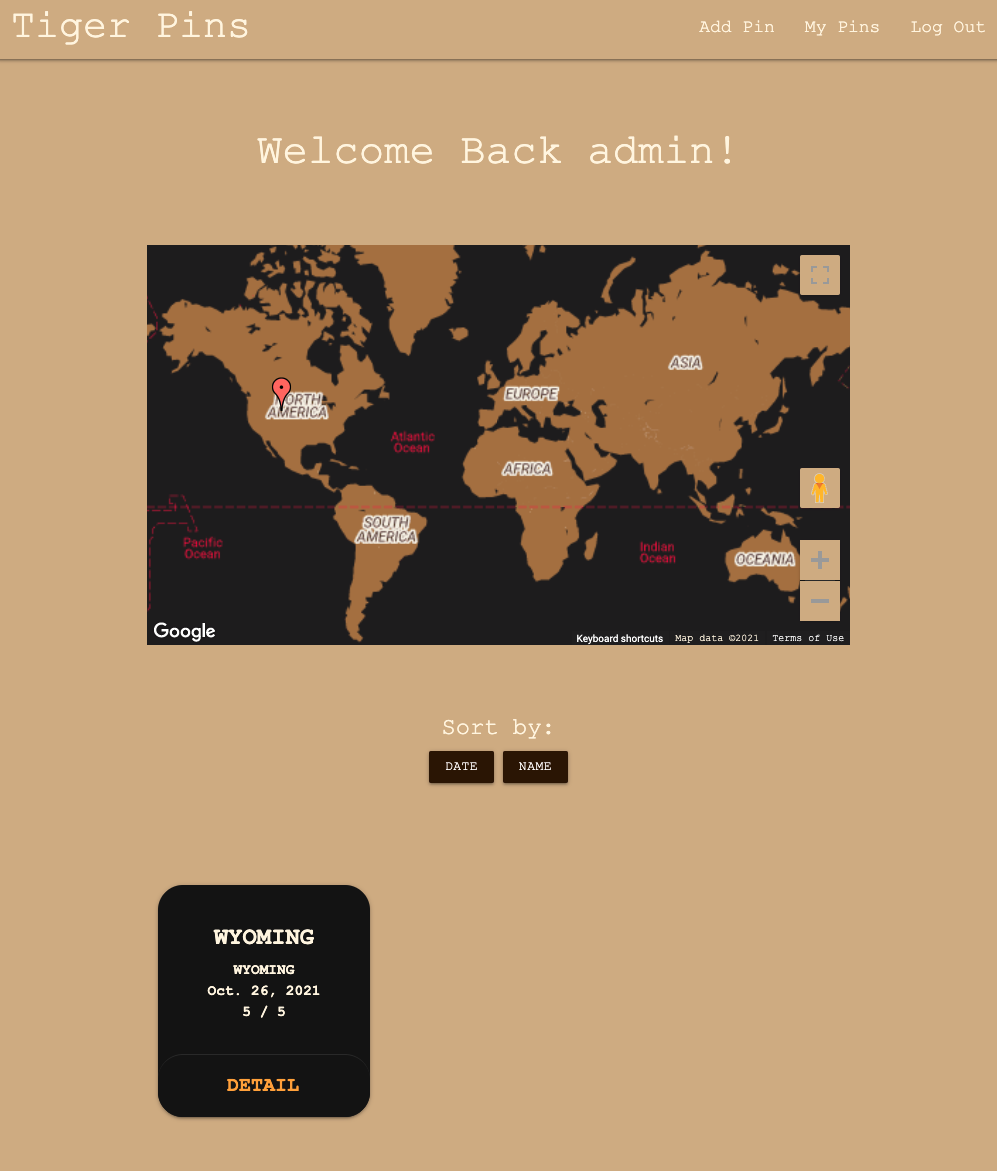 Tiger Pins
Add Pin
My Pins
Log Out
Welcome Back admin!
ASIA
NORTH
AMERICA
EUROPE
Atlantic
Ocean
AFRICA
SOUTH
AMERICA
Pacific
Ocean
Indian
Ocean
OCEANIA
Google
Keyboard shortcuts
Map data ©2021
Terms of Use
Sort by:
DATE
NAME
WYOMING
WYOMING
Oct. 26, 2021
5 / 5
DETAIL